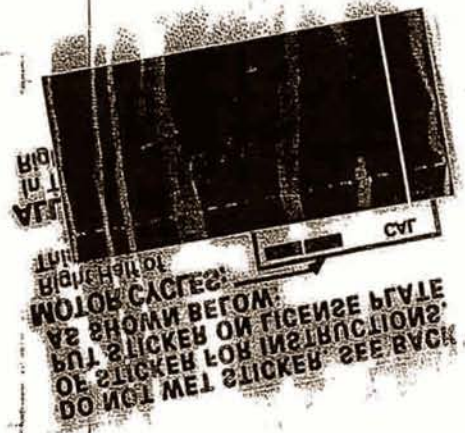 DO NOT WET STICKER. SEE BACK
OF STICKER FOR INSTRUCTIONS.
PUT STICKER ON LICENSE PLATE
AS SHOWN BELOW:
MOTOR CYCLES:
Right Half of
CAL
ALL
In